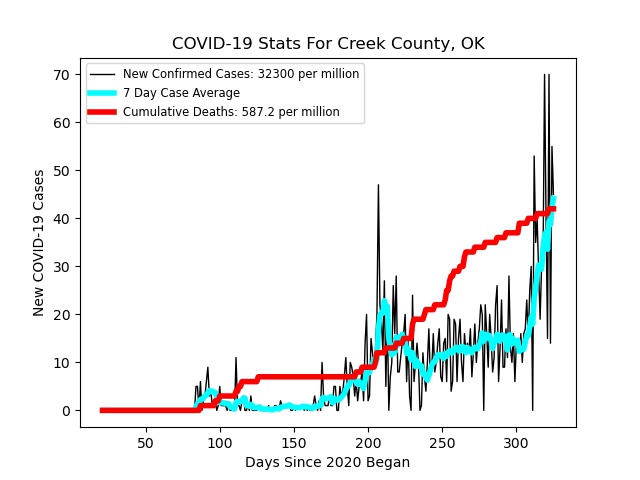 COVID-19 Stats For Creek County, OK
New Confirmed Cases: 32300 per million
7 Day Case Average
Cumulative Deaths: 587.2 per million
New COVID-19 Cases
70
60
50
40
30
20
10
0
50 100 150 200 250 300
Days Since 2020 Began